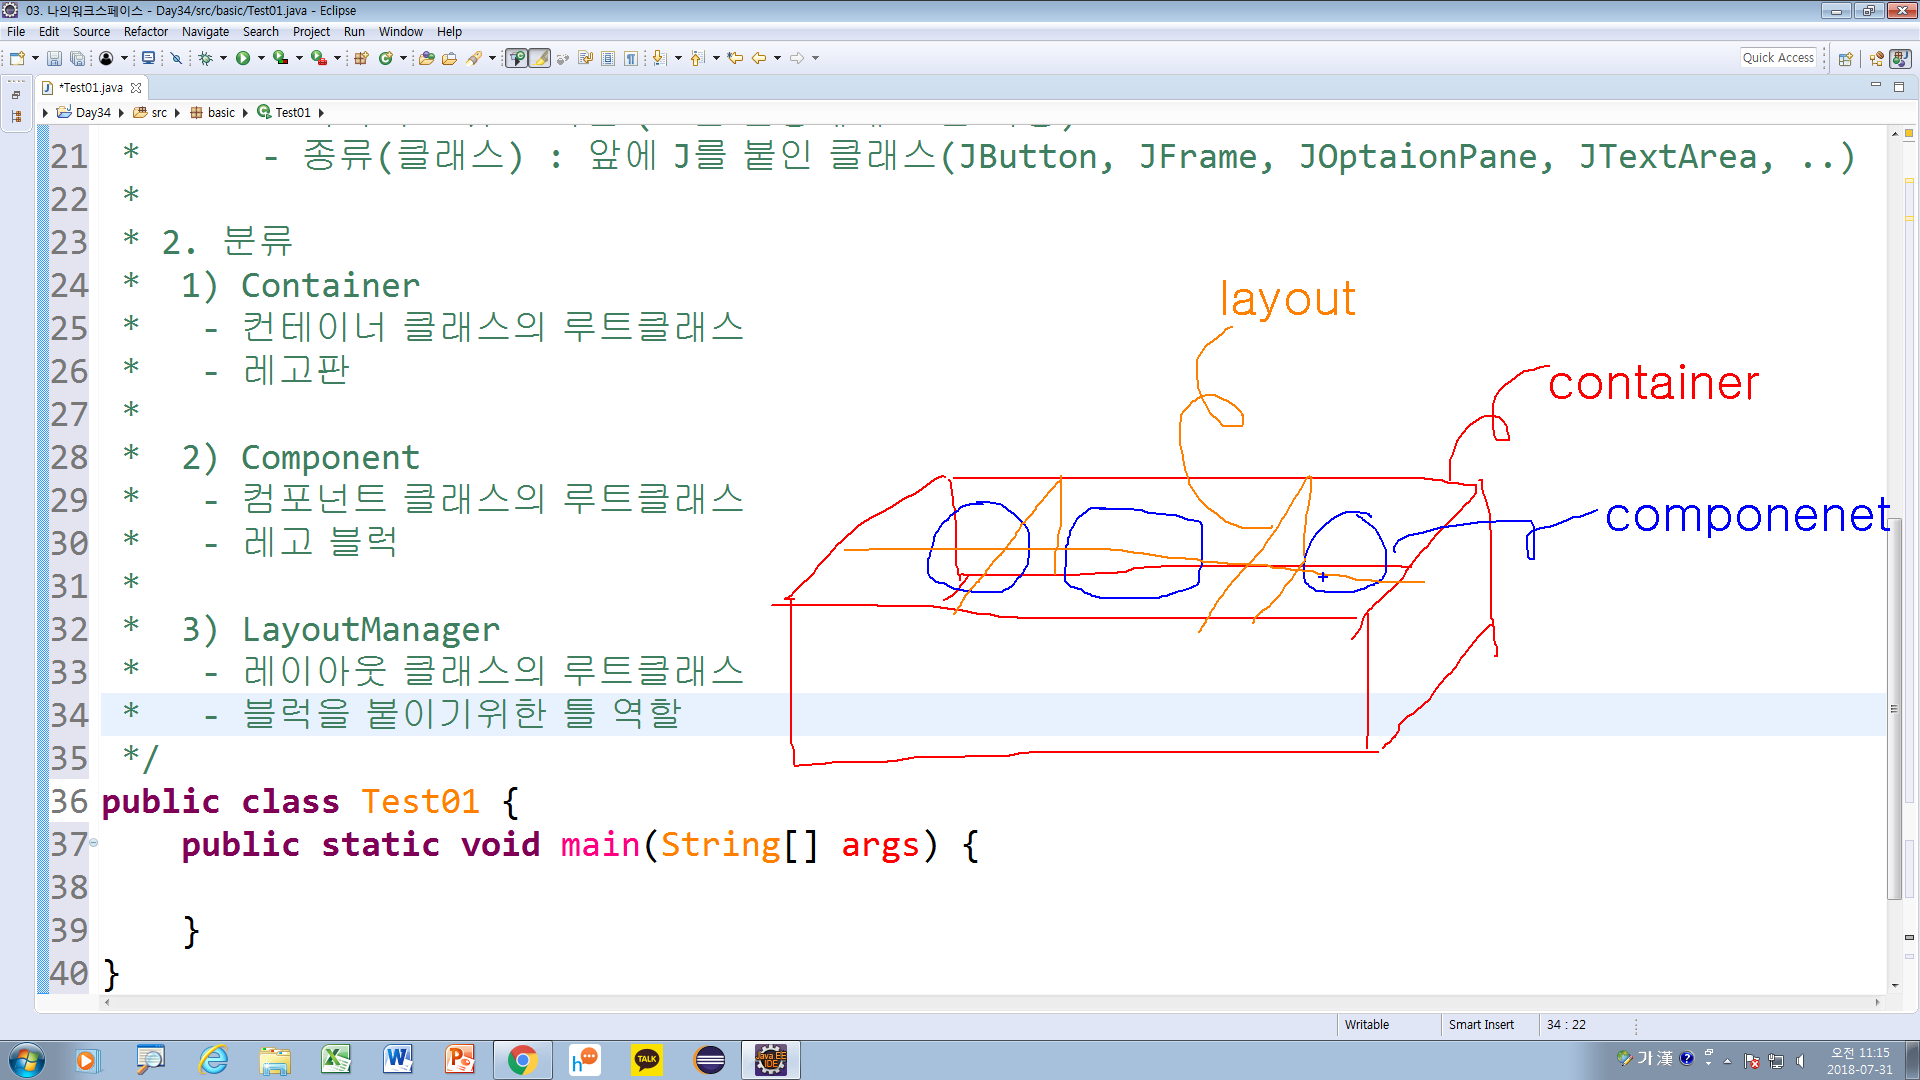 03. 나의워크스페이스 - Day34/src/basic/Test01.java - Eclipse
File Edit Source Refactor Navigate Search Project Run Window Help
Quick Access
*Test01.java
Day34 src basic Test01
21 * - 종류(클래스) : 앞에 J를 붙인 클래스(JButton, JFrame, JOptaionPane, JTextArea, ..)
22 *
23 * 2. 분류
24 * 1) Container
25 * - 컨테이너 클래스의 루트클래스
26 * - 레고판
27 *
28 * 2) Component
29 * - 컴포넌트 클래스의 루트클래스
30 * - 레고 블럭
31 *
32 * 3) LayoutManager
33 * - 레이아웃 클래스의 루트클래스
34 * - 블럭을 붙이기위한 틀 역할
35 */
36 public class Test01 {
37 public static void main(String[] args) {
38
39 }
40 }
layout
container
componenet
Writable Smart Insert 34 : 22
TALK
Java EE
IDE
가 漢
오전 11:15
2018-07-31